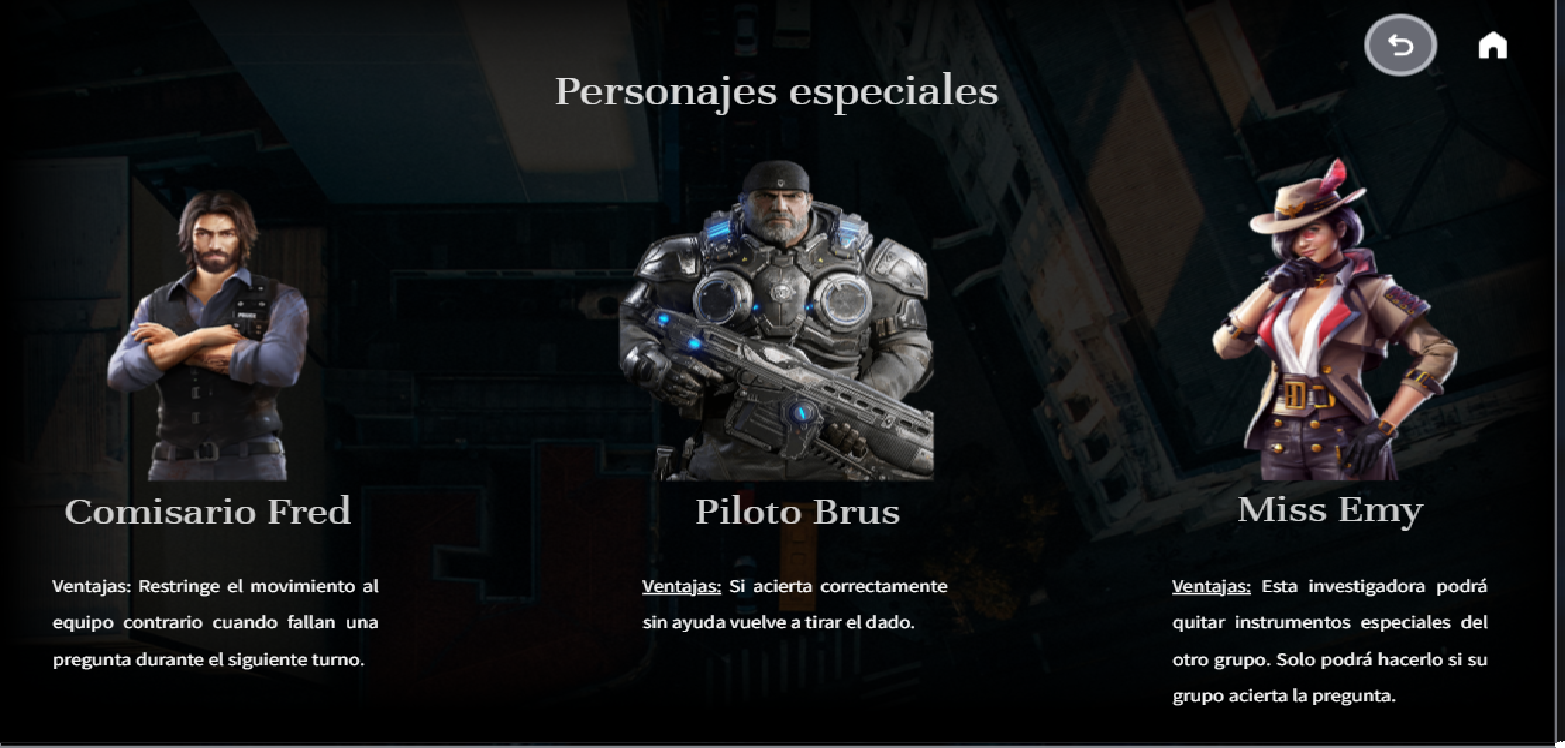 Personajes especiales
Comisario Fred
Piloto Brus
Miss Emy
Ventajas: Restringe el movimiento al
equipo contrario cuando fallan una
pregunta durante el siguiente turno.
Ventajas: Si acierta correctamente
sin ayuda vuelve a tirar el dado.
Ventajas: Esta investigadora podrá
quitar instrumentos especiales del
otro grupo. Solo podrá hacerlo si su
grupo acierta la pregunta.